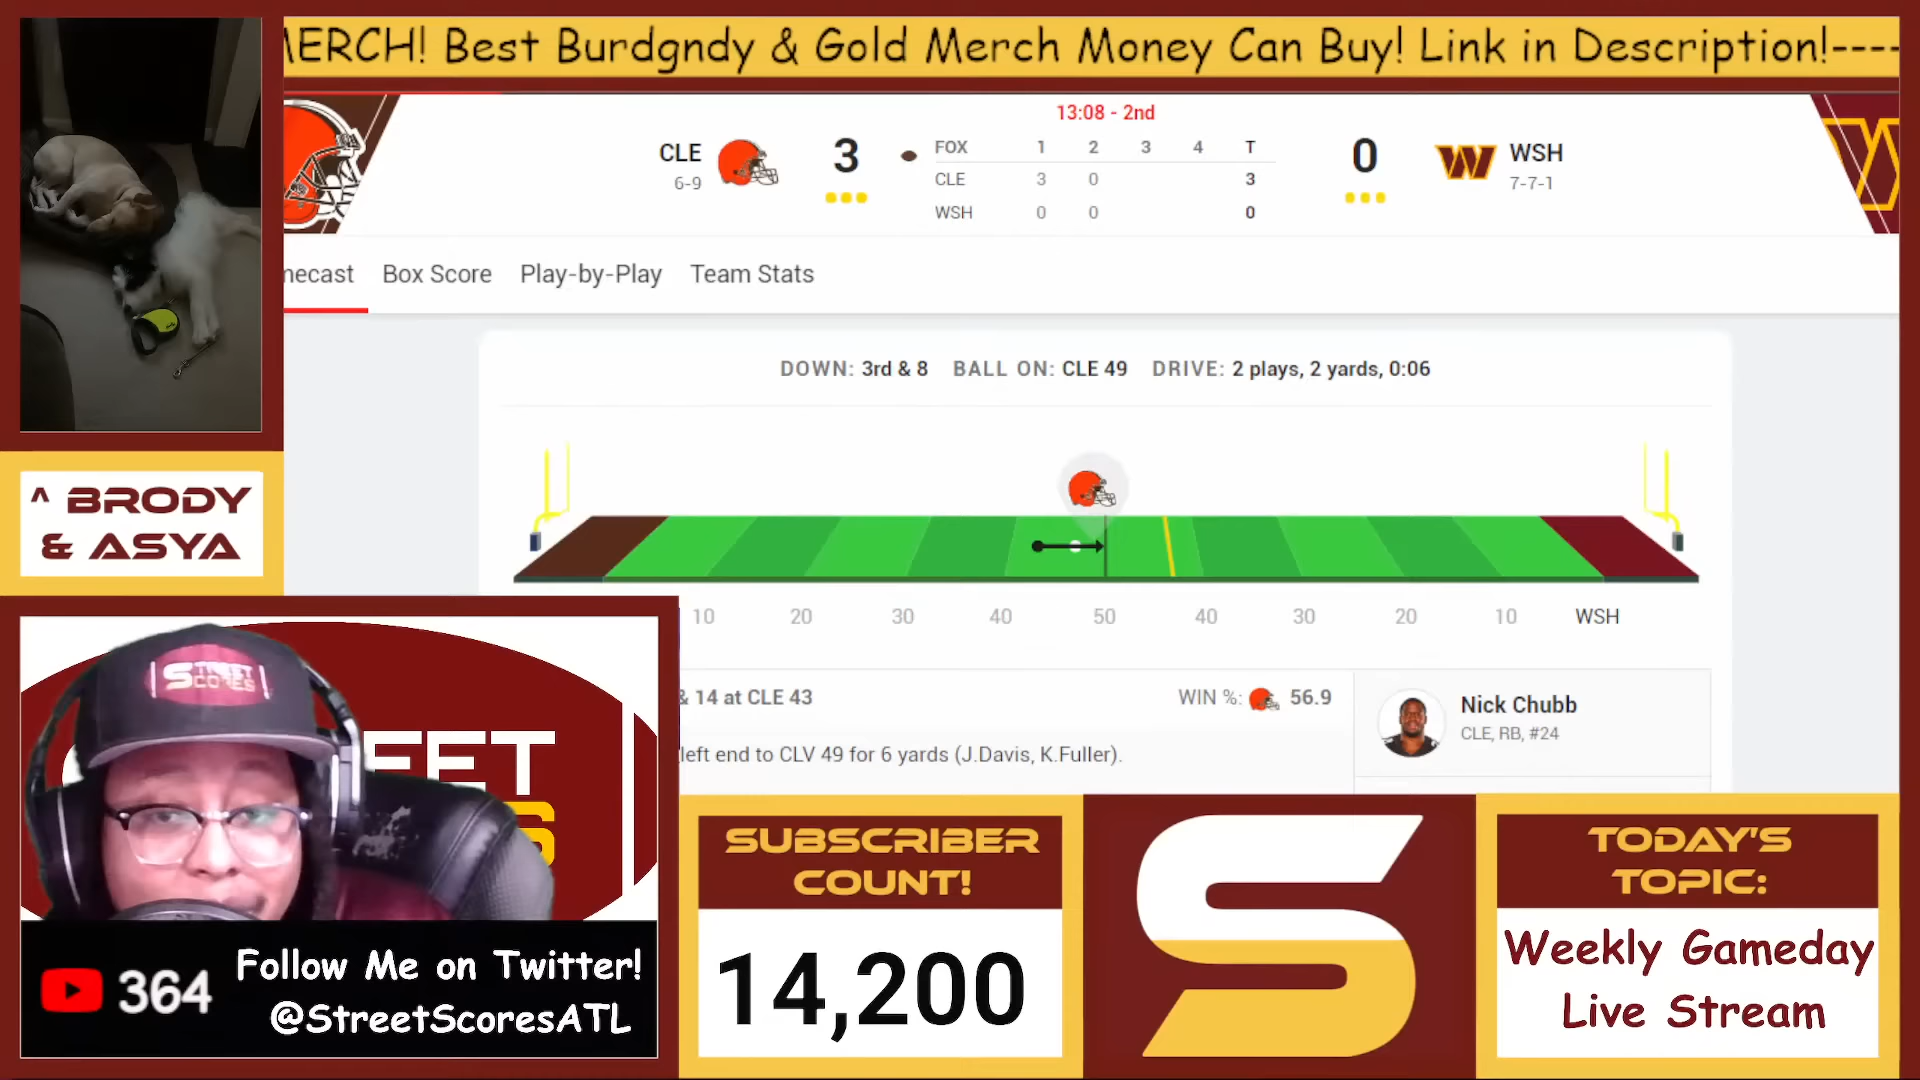 MERCH! Best Burdgndy & Gold Merch Money Can Buy! Link in Description!----
13:08 - 2nd
CLE 3 FOX 1 2 3 4 T 0 WSH
6-9 CLE 3 0 3 7-7-1
WSH 0 0 0
mecast Box Score Play-by-Play Team Stats
DOWN: 3rd & 8 BALL ON: CLE 49 DRIVE: 2 plays, 2 yards, 0:06
^ BRODY
& ASYA
10 20 30 40 50 40 30 20 10 WSH
& 14 at CLE 43 WIN %: 56.9
left end to CLV 49 for 6 yards (J.Davis, K.Fuller).
Nick Chubb
CLE, RB, #24
STREET
SCORES
EET
S
364 Follow Me on Twitter!
@StreetScoresATL
SUBSCRIBER
COUNT!
14,200
S
TODAY'S
TOPIC:
Weekly Gameday
Live Stream